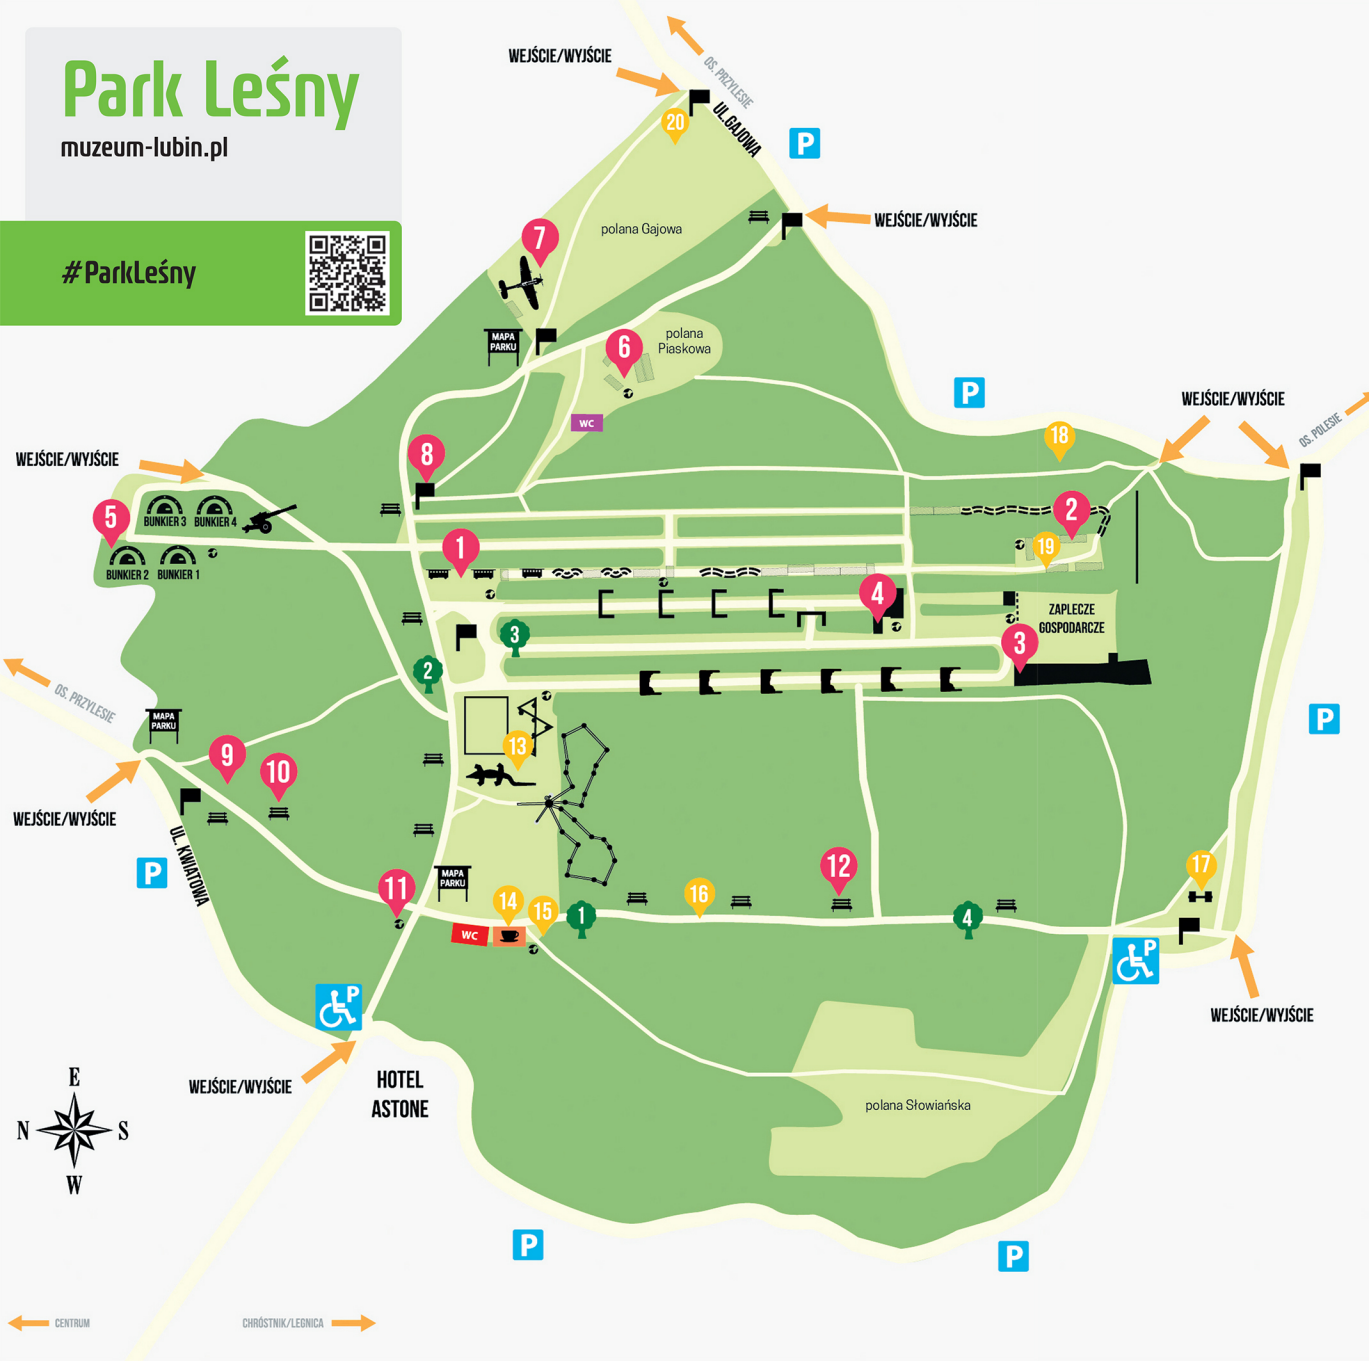 Park Leśny
muzeum-lubin.pl
#ParkLeśny
WEJŚCIE/WYJŚCIE
OS. PRZYLESIE
UL.GAJOWA
20
P
WEJŚCIE/WYJŚCIE
polana Gajowa
7
MAPA
PARKU
6
polana
Piaskowa
P
WEJŚCIE/WYJŚCIE
OS. POLESIE
WC
18
8
WEJŚCIE/WYJŚCIE
5
BUNKIER 3
BUNKIER 4
BUNKIER 2
BUNKIER 1
2
19
1
4
ZAPLECZE
GOSPODARCZE
3
3
2
OS. PRZYLESIE
MAPA
PARKU
P
9
10
13
WEJŚCIE/WYJŚCIE
UL. KWIATOWA
P
11
MAPA
PARKU
14
15
1
16
12
4
17
WC
P
P
WEJŚCIE/WYJŚCIE
WEJŚCIE/WYJŚCIE
HOTEL
ASTONE
polana Słowiańska
E
N
S
W
P
P
CENTRUM
CHRÓSTNIK/LEGNICA